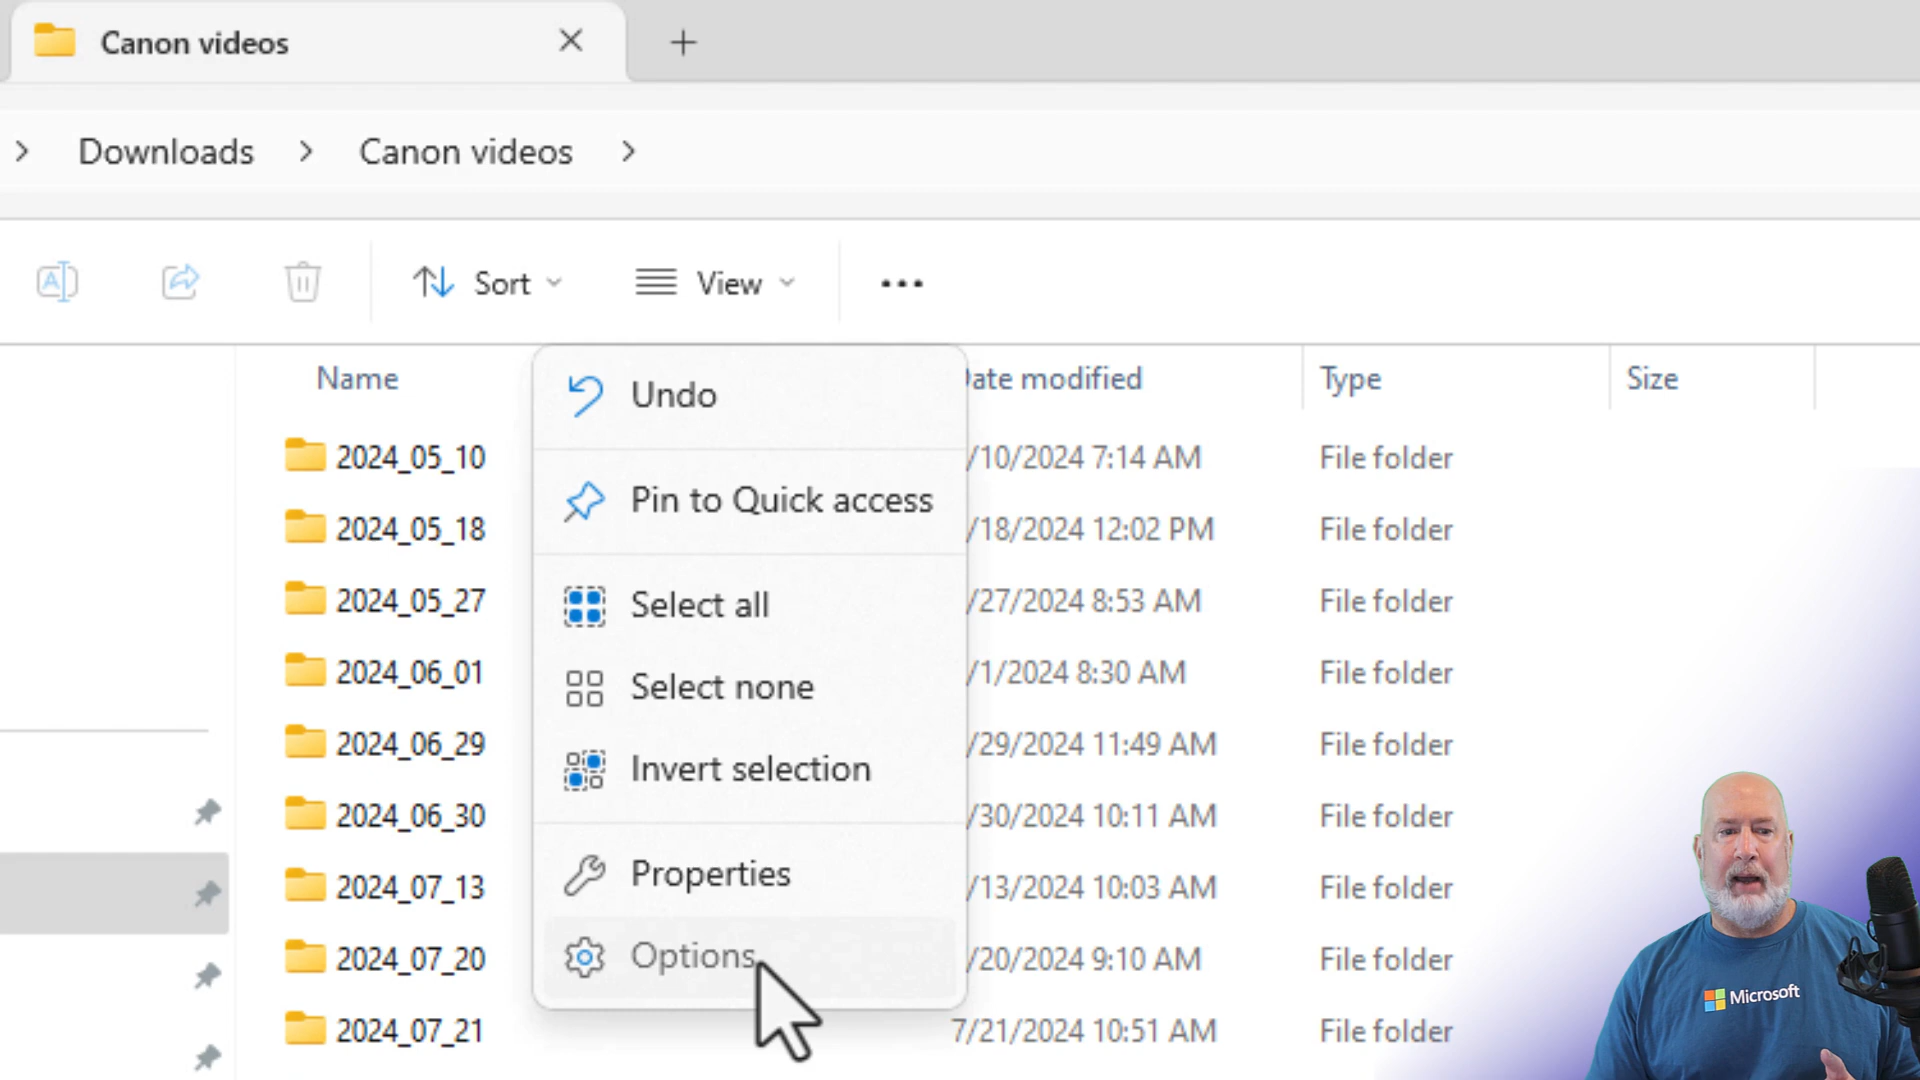 Canon videos
Downloads > Canon videos >
Sort View
Name Date modified Type Size
Undo
Pin to Quick access
Select all
Select none
Invert selection
Properties
Options
2024_05_10 /10/2024 7:14 AM File folder
2024_05_18 /18/2024 12:02 PM File folder
2024_05_27 /27/2024 8:53 AM File folder
2024_06_01 /1/2024 8:30 AM File folder
2024_06_29 /29/2024 11:49 AM File folder
2024_06_30 /30/2024 10:11 AM File folder
2024_07_13 /13/2024 10:03 AM File folder
2024_07_20 /20/2024 9:10 AM File folder
2024_07_21 7/21/2024 10:51 AM File folder
Microsoft